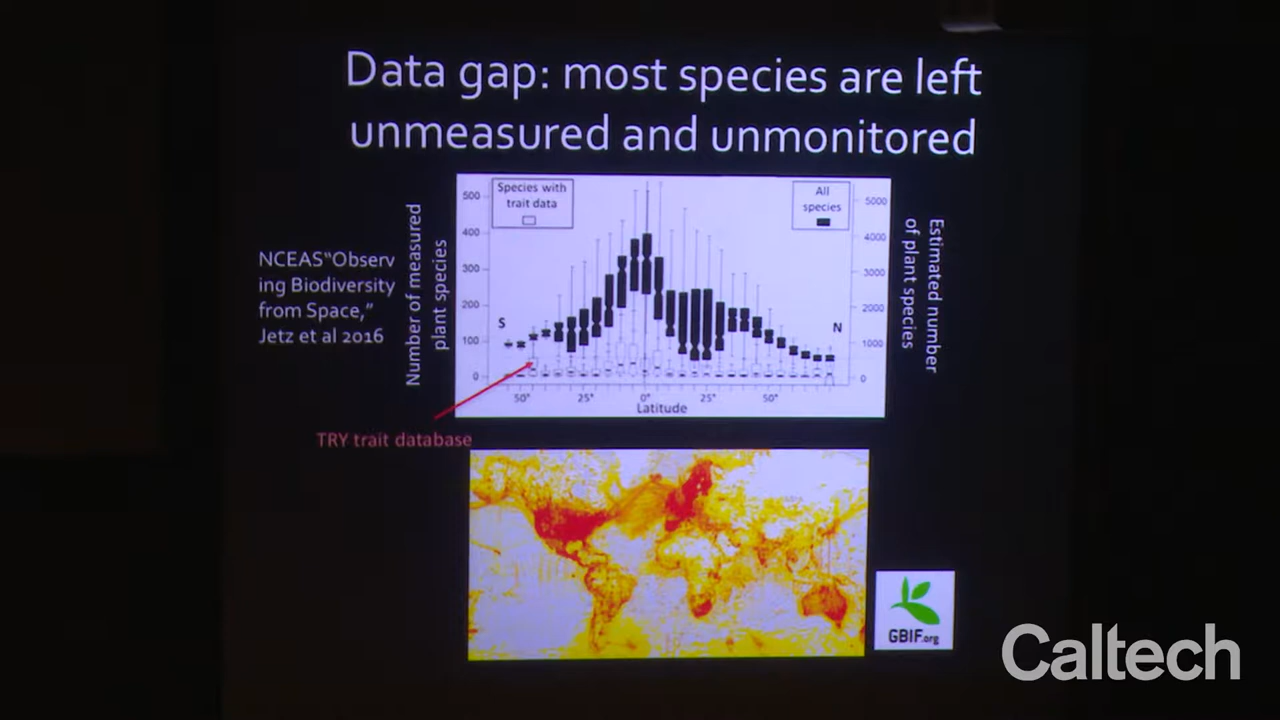 Data gap: most species are left
unmeasured and unmonitored
NCEAS"Observ
ing Biodiversity
from Space,"
Jetz et al 2016
Number of measured
plant species
500
400
300
200
100
0
Species with
trait data
All
species
S
N
50°
25°
0°
25°
50°
Latitude
5000
4000
3000
2000
1000
0
Estimated number
of plant species
TRY trait database
GBIF.org
Caltech